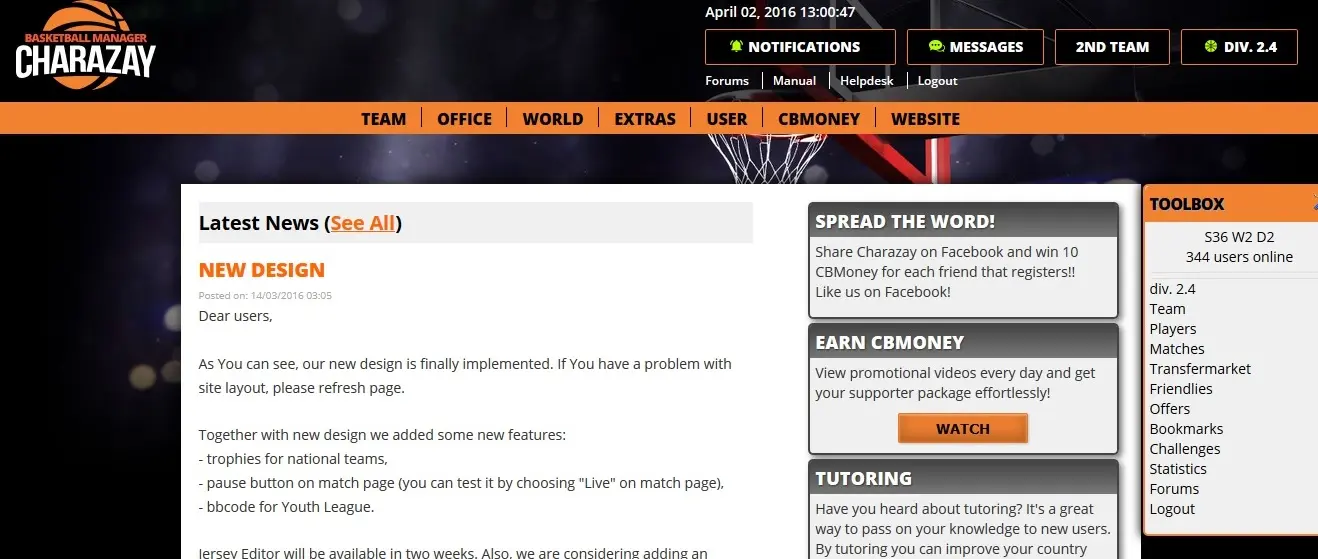 BASKETBALL MANAGER
CHARAZAY
April 02, 2016 13:00:47
NOTIFICATIONS
MESSAGES
2ND TEAM
DIV. 2.4
Forums
Manual
Helpdesk
Logout
TEAM
OFFICE
WORLD
EXTRAS
USER
CBMONEY
WEBSITE
Latest News (See All)
NEW DESIGN
Posted on: 14/03/2016 03:05
Dear users,
As You can see, our new design is finally implemented. If You have a problem with
site layout, please refresh page.
Together with new design we added some new features:
- trophies for national teams,
- pause button on match page (you can test it by choosing "Live" on match page),
- bbcode for Youth League.
Jersey Editor will be available in two weeks. Also, we are considering adding an
SPREAD THE WORD!
Share Charazay on Facebook and win 10
CBMoney for each friend that registers!!
Like us on Facebook!
EARN CBMONEY
View promotional videos every day and get
your supporter package effortlessly!
WATCH
TUTORING
Have you heard about tutoring? It's a great
way to pass on your knowledge to new users.
By tutoring you can improve your country
TOOLBOX
S36 W2 D2
344 users online
div. 2.4
Team
Players
Matches
Transfermarket
Friendlies
Offers
Bookmarks
Challenges
Statistics
Forums
Logout